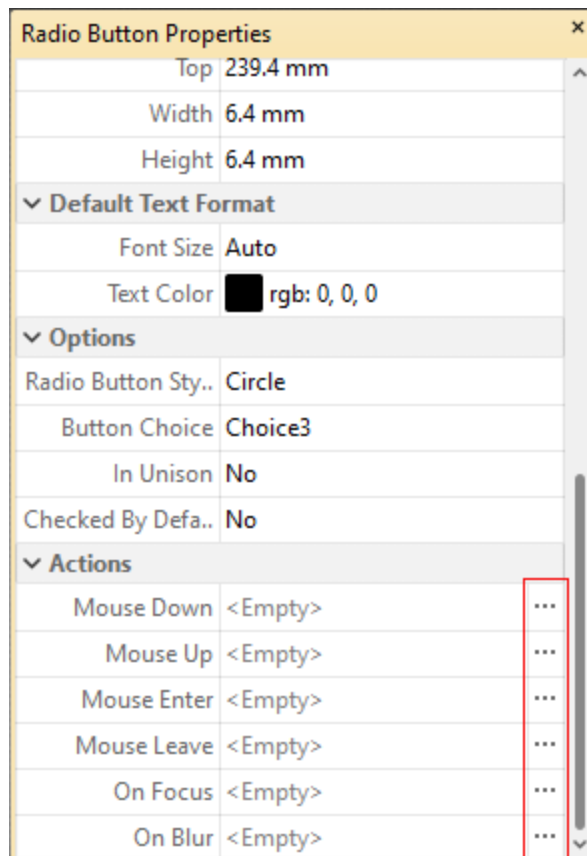 Radio Button Properties ×
Top 239.4 mm
Width 6.4 mm
Height 6.4 mm
Default Text Format
Font Size Auto
Text Color rgb: 0, 0, 0
Options
Radio Button Sty.. Circle
Button Choice Choice3
In Unison No
Checked By Defa.. No
Actions
Mouse Down <Empty> ...
Mouse Up <Empty> ...
Mouse Enter <Empty> ...
Mouse Leave <Empty> ...
On Focus <Empty> ...
On Blur <Empty> ...